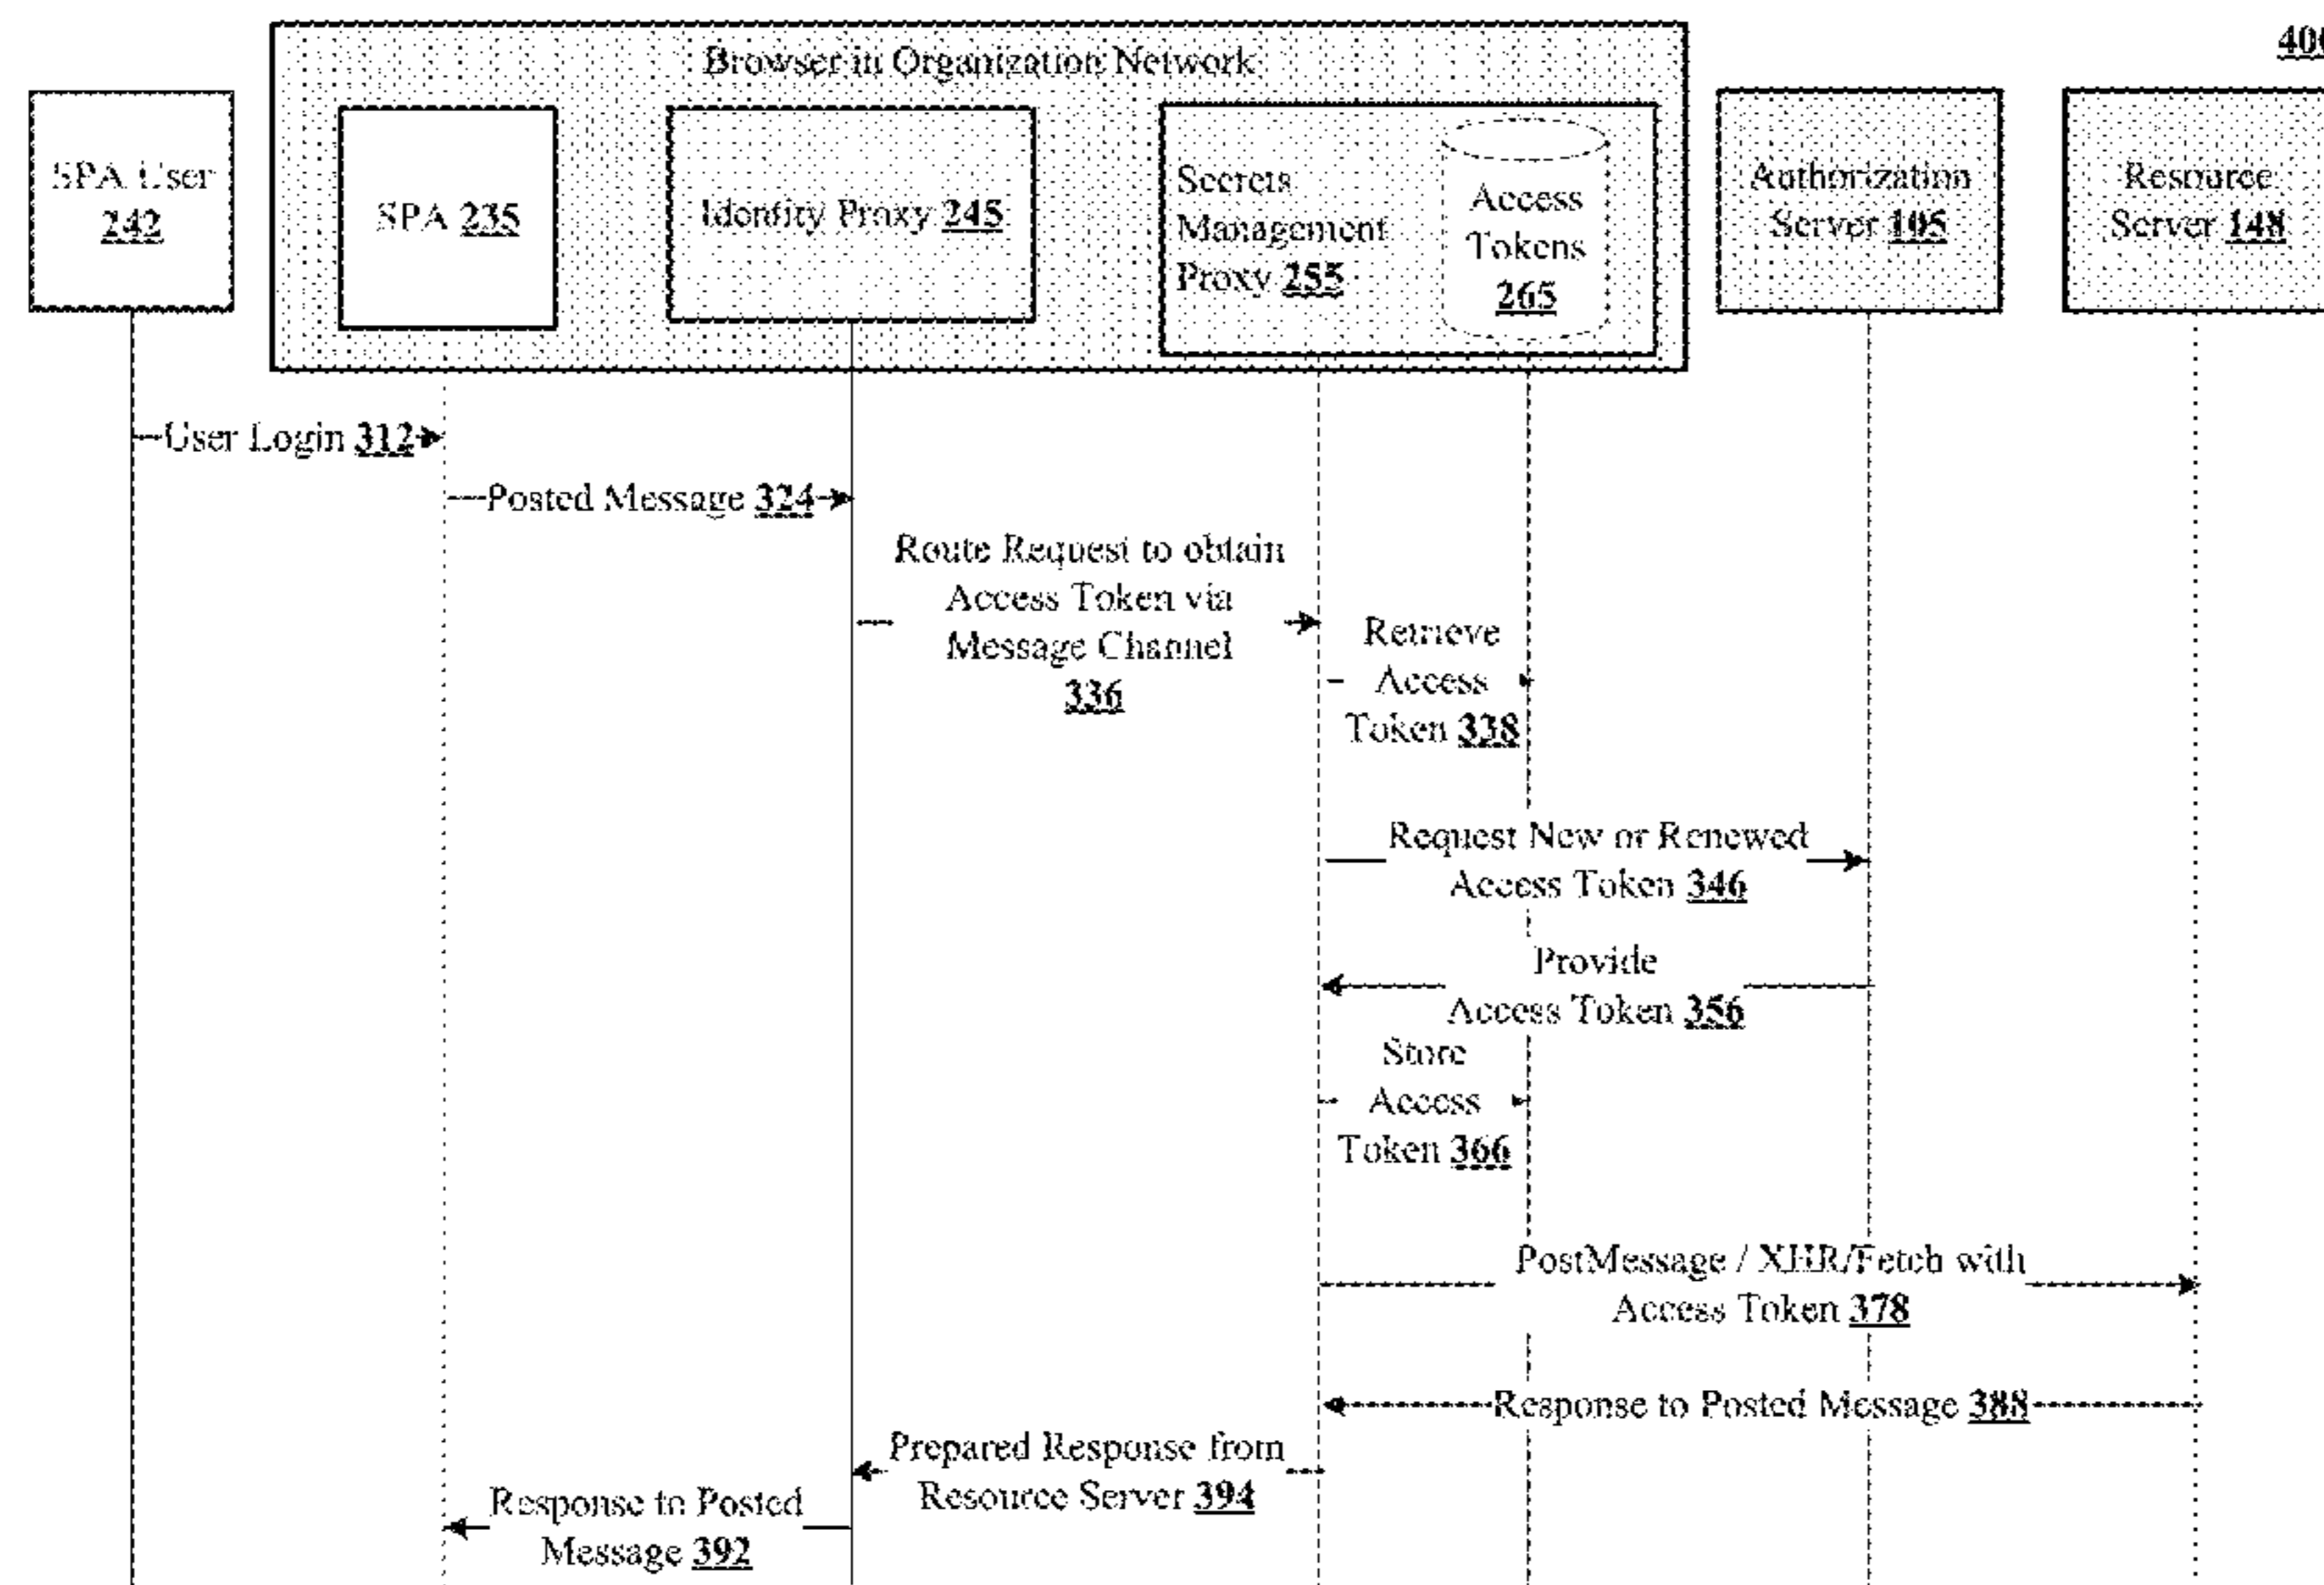 400
Browser in Organization Network
SPA User
242
SPA 235
Identity Proxy 245
Secrets
Management
Proxy 255
Access
Tokens
265
Authorization
Server 105
Resource
Server 148
User Login 312
Posted Message 324
Route Request to obtain
Access Token via
Message Channel
336
Retrieve
Access
Token 338
Request New or Renewed
Access Token 346
Provide
Access Token 356
Store
Access
Token 366
PostMessage / XHR/Fetch with
Access Token 378
Response to Posted Message 388
Prepared Response from
Resource Server 394
Response to Posted
Message 392